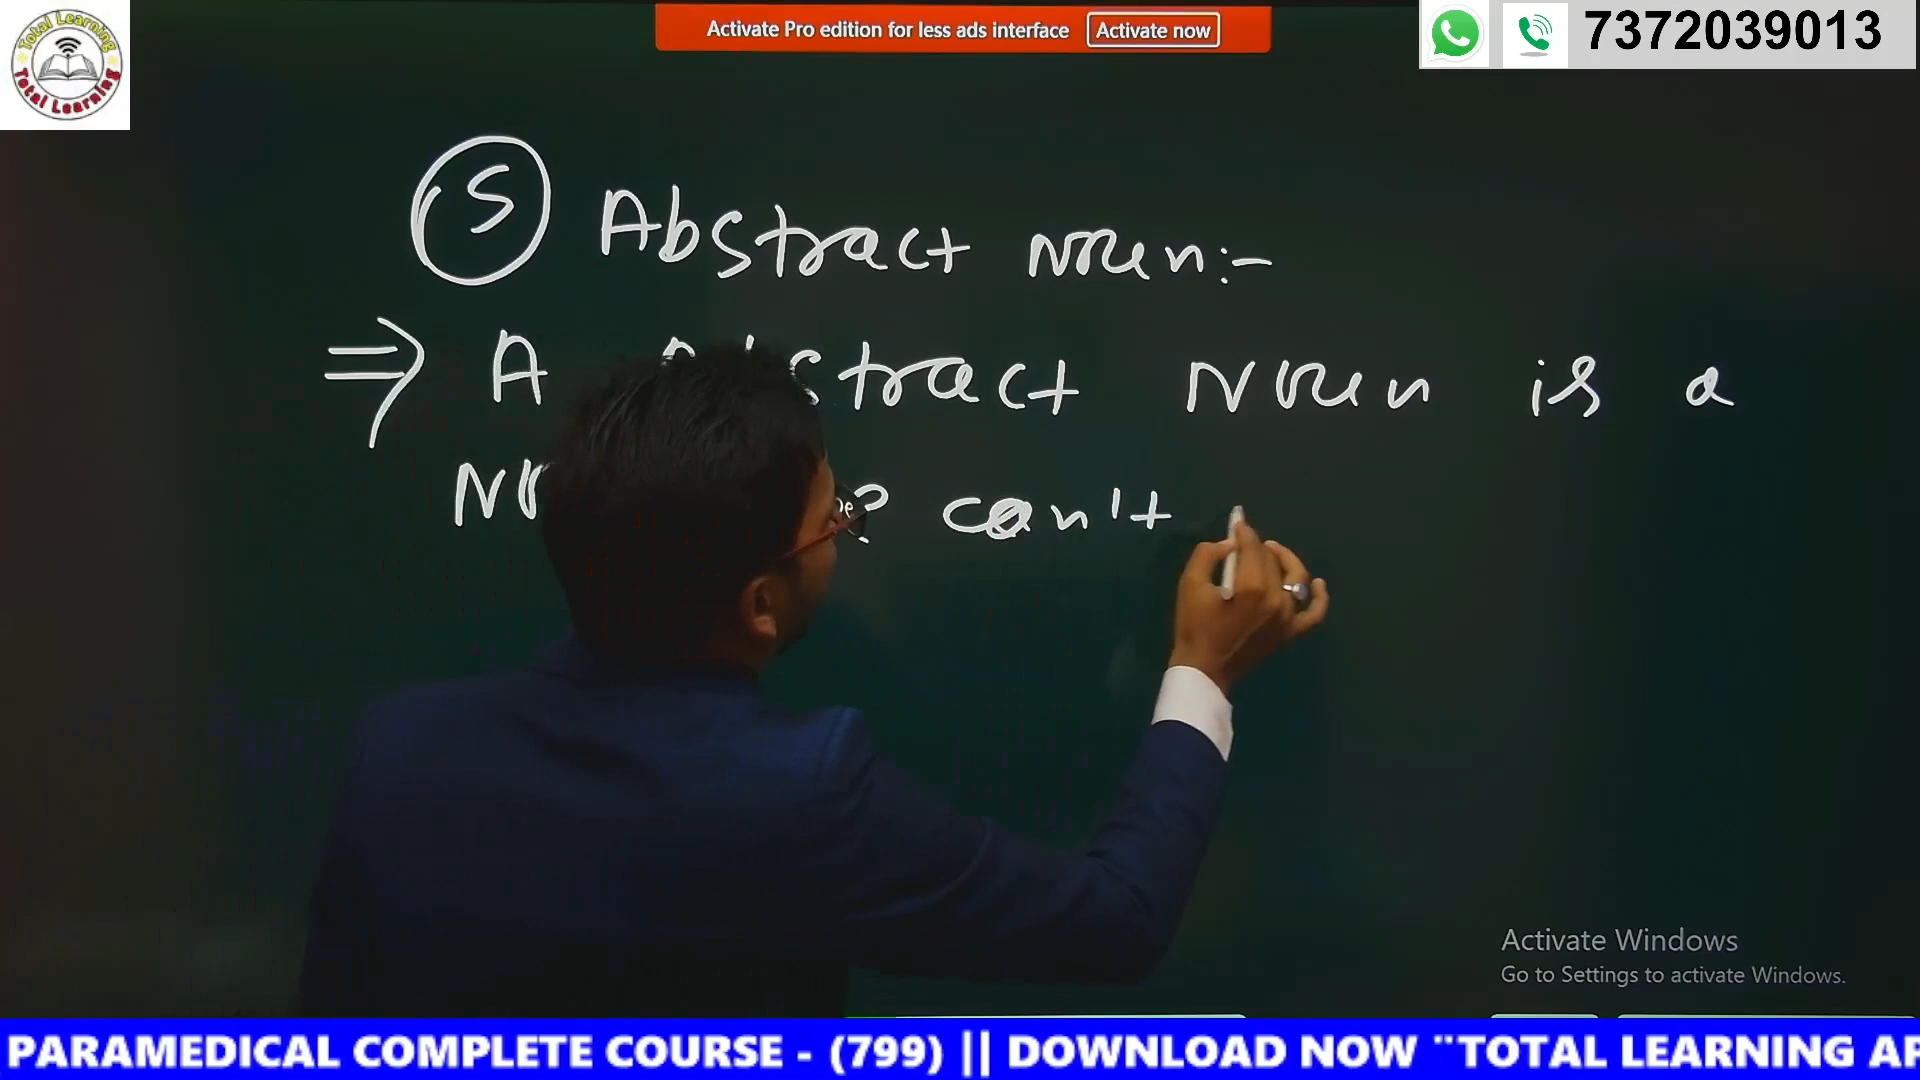 Total Learning
Total Learning
Activate Pro edition for less ads interface Activate now
7372039013
5 Abstract Noun:-
⇒ A Abstract Noun is a
can't
Activate Windows
Go to Settings to activate Windows.
PARAMEDICAL COMPLETE COURSE - (799) || DOWNLOAD NOW "TOTAL LEARNING AP